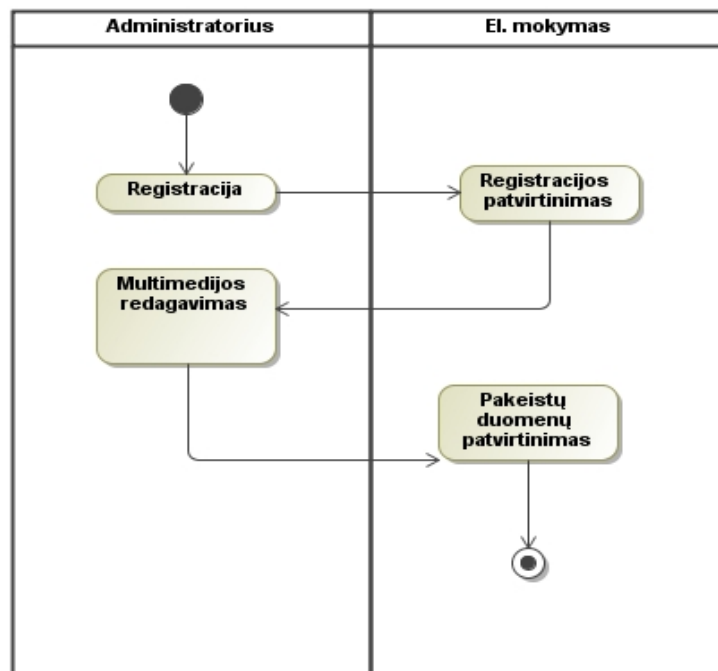 Administratorius
El. mokymas
Registracija
Registracijos
patvirtinimas
Multimedijos
redagavimas
Pakeistų
duomenų
patvirtinimas